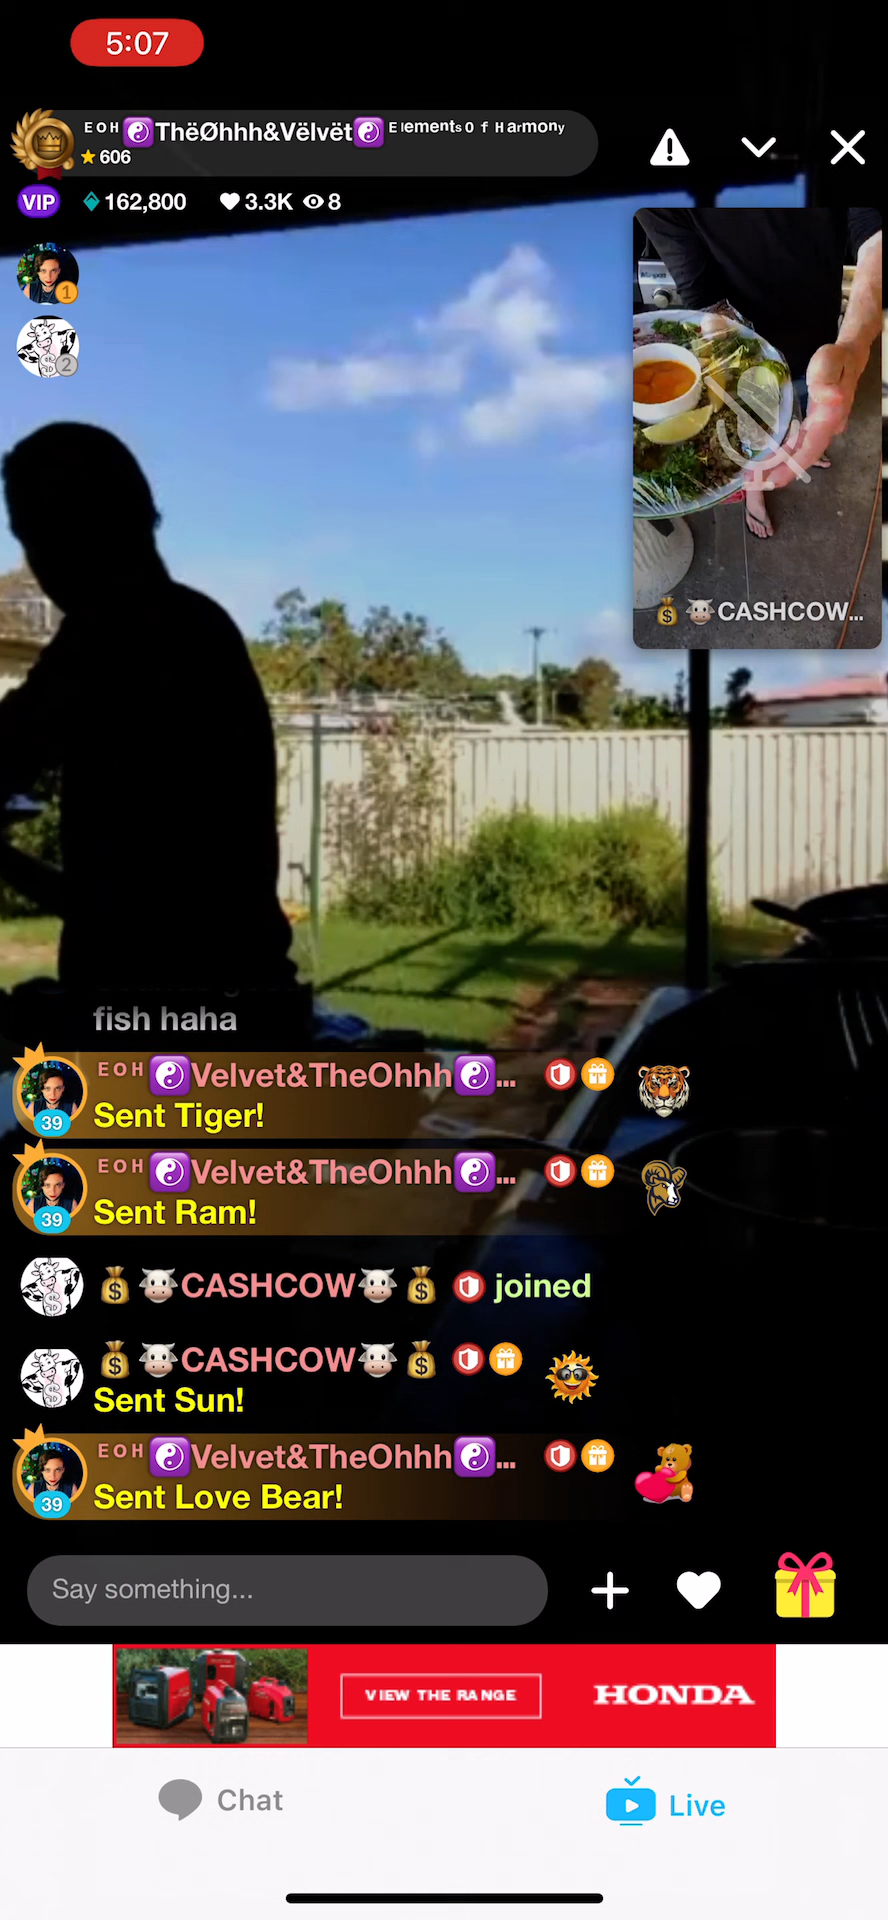 5:07
EOH☯ThëØhhh&Vëlvët☯Elements Of Harmony
606
VIP 162,800 3.3K 8
1
2
💰🐮CASHCOW...
fish haha
EOH☯Velvet&TheOhhh☯...
39 Sent Tiger!
EOH☯Velvet&TheOhhh☯...
39 Sent Ram!
💰🐮CASHCOW🐮💰 joined
💰🐮CASHCOW🐮💰
Sent Sun!
EOH☯Velvet&TheOhhh☯...
39 Sent Love Bear!
Say something...
VIEW THE RANGE HONDA
Chat Live